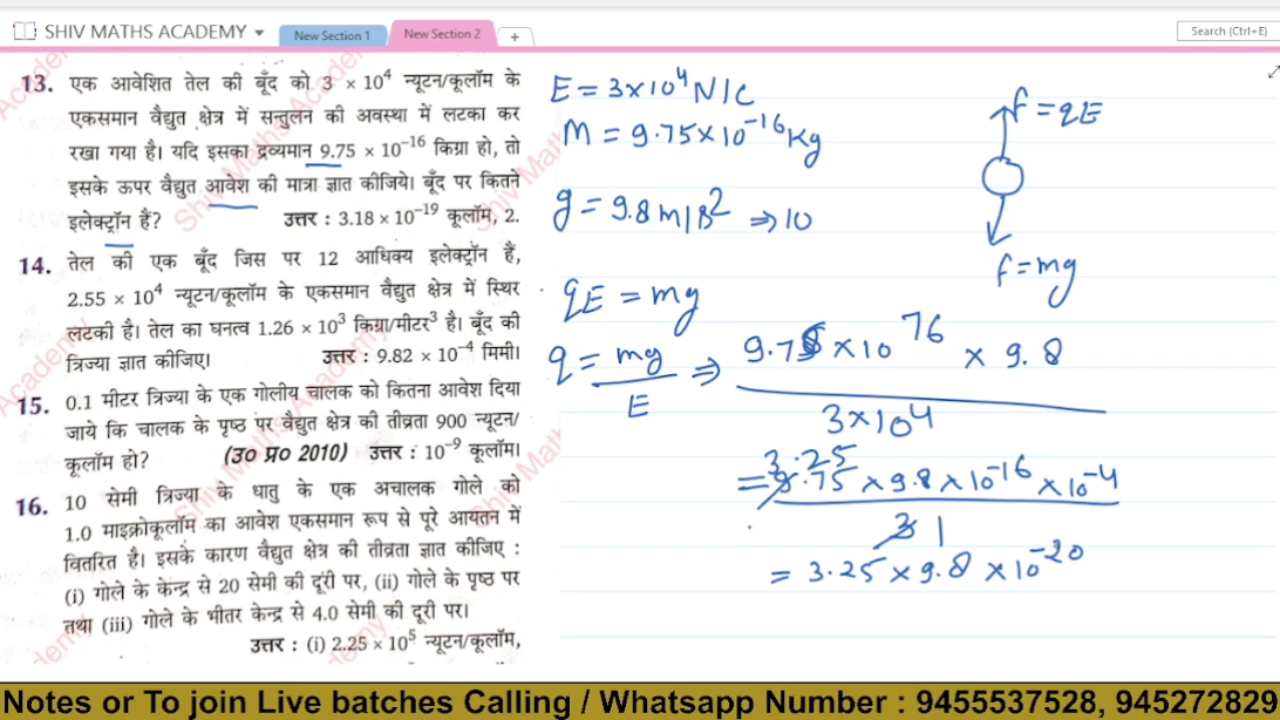 SHIV MATHS ACADEMY
New Section 1
New Section 2
+
Search (Ctrl+E)
13. एक आवेशित तेल की बूँद को 3 × 10⁴ न्यूटन/कूलॉम के
एकसमान वैद्युत क्षेत्र में सन्तुलन की अवस्था में लटका कर
रखा गया है। यदि इसका द्रव्यमान 9.75 × 10⁻¹⁶ किग्रा हो, तो
इसके ऊपर वैद्युत आवेश की मात्रा ज्ञात कीजिये। बूँद पर कितने
इलेक्ट्रॉन हैं? उत्तर : 3.18 × 10⁻¹⁹ कूलॉम, 2.
14. तेल की एक बूँद जिस पर 12 आधिक्य इलेक्ट्रॉन हैं,
2.55 × 10⁴ न्यूटन/कूलॉम के एकसमान वैद्युत क्षेत्र में स्थिर
लटकी है। तेल का घनत्व 1.26 × 10³ किग्रा/मीटर³ है। बूँद की
त्रिज्या ज्ञात कीजिए। उत्तर : 9.82 × 10⁻⁴ मिमी।
15. 0.1 मीटर त्रिज्या के एक गोलीय चालक को कितना आवेश दिया
जाये कि चालक के पृष्ठ पर वैद्युत क्षेत्र की तीव्रता 900 न्यूटन/
कूलॉम हो? (उ० प्र० 2010) उत्तर : 10⁻⁹ कूलॉम।
16. 10 सेमी त्रिज्या के धातु के एक अचालक गोले को
1.0 माइक्रोकूलॉम का आवेश एकसमान रूप से पूरे आयतन में
वितरित है। इसके कारण वैद्युत क्षेत्र की तीव्रता ज्ञात कीजिए :
(i) गोले के केन्द्र से 20 सेमी की दूरी पर, (ii) गोले के पृष्ठ पर
तथा (iii) गोले के भीतर केन्द्र से 4.0 सेमी की दूरी पर।
उत्तर : (i) 2.25 × 10⁵ न्यूटन/कूलॉम,
E = 3×10⁴ N/C
M = 9.75×10⁻¹⁶ Kg
g = 9.8 m/s² ⇒ 10
f = qE
f = mg
qE = mg
q = mg/E ⇒ 9.75 × 10⁻¹⁶ × 9.8
3×10⁴
3.25
= 9.75 × 9.8 × 10⁻¹⁶ × 10⁻⁴
3 1
= 3.25 × 9.8 × 10⁻²⁰
Notes or To join Live batches Calling / Whatsapp Number : 9455537528, 945272829